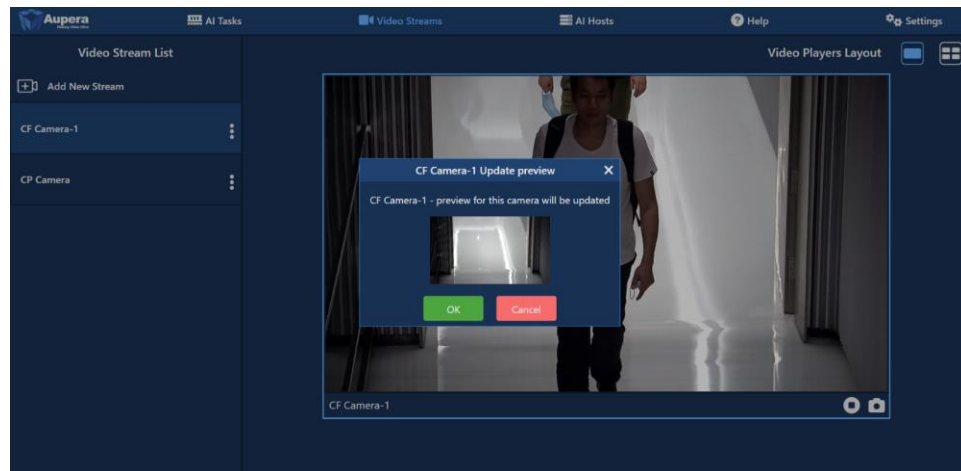 Aupera
AI Tasks
Video Streams
AI Hosts
Help
Settings
Video Stream List
Video Players Layout
Add New Stream
CF Camera-1
CP Camera
CF Camera-1 Update preview
CF Camera-1 - preview for this camera will be updated
OK
Cancel
CF Camera-1